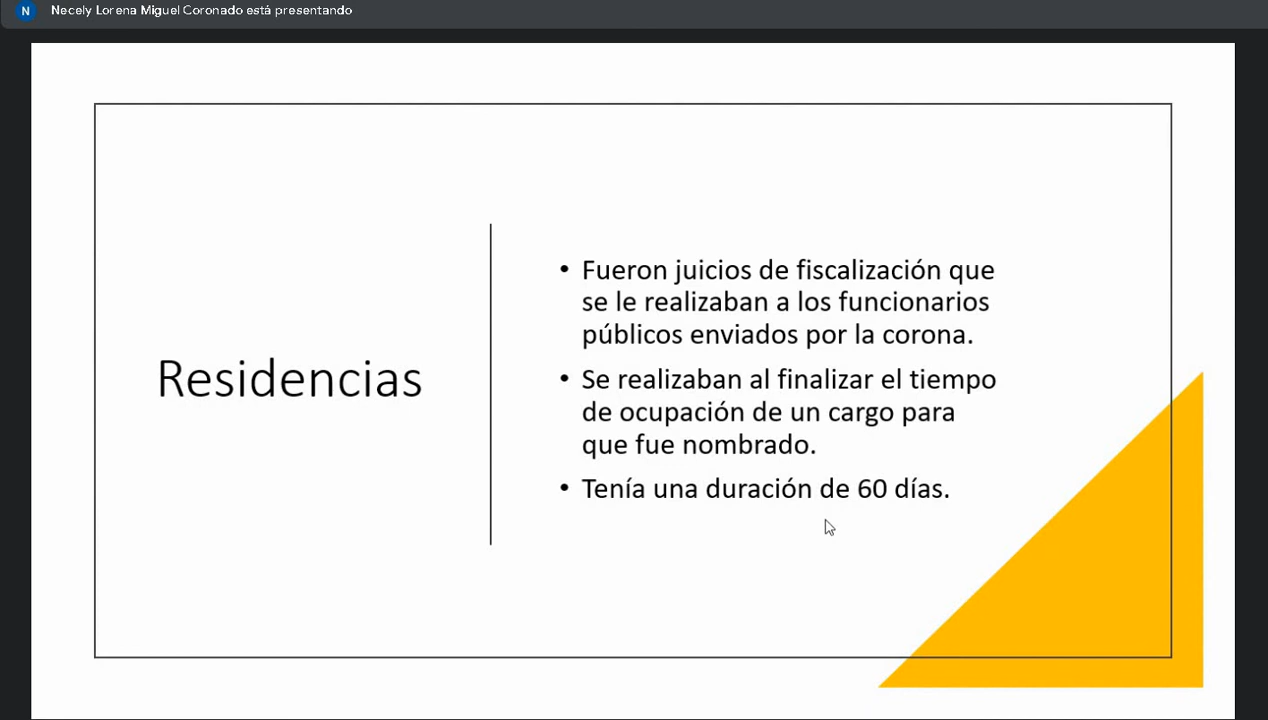 N Necely Lorena Miguel Coronado está presentando
Residencias
• Fueron juicios de fiscalización que
se le realizaban a los funcionarios
públicos enviados por la corona.
• Se realizaban al finalizar el tiempo
de ocupación de un cargo para
que fue nombrado.
• Tenía una duración de 60 días.